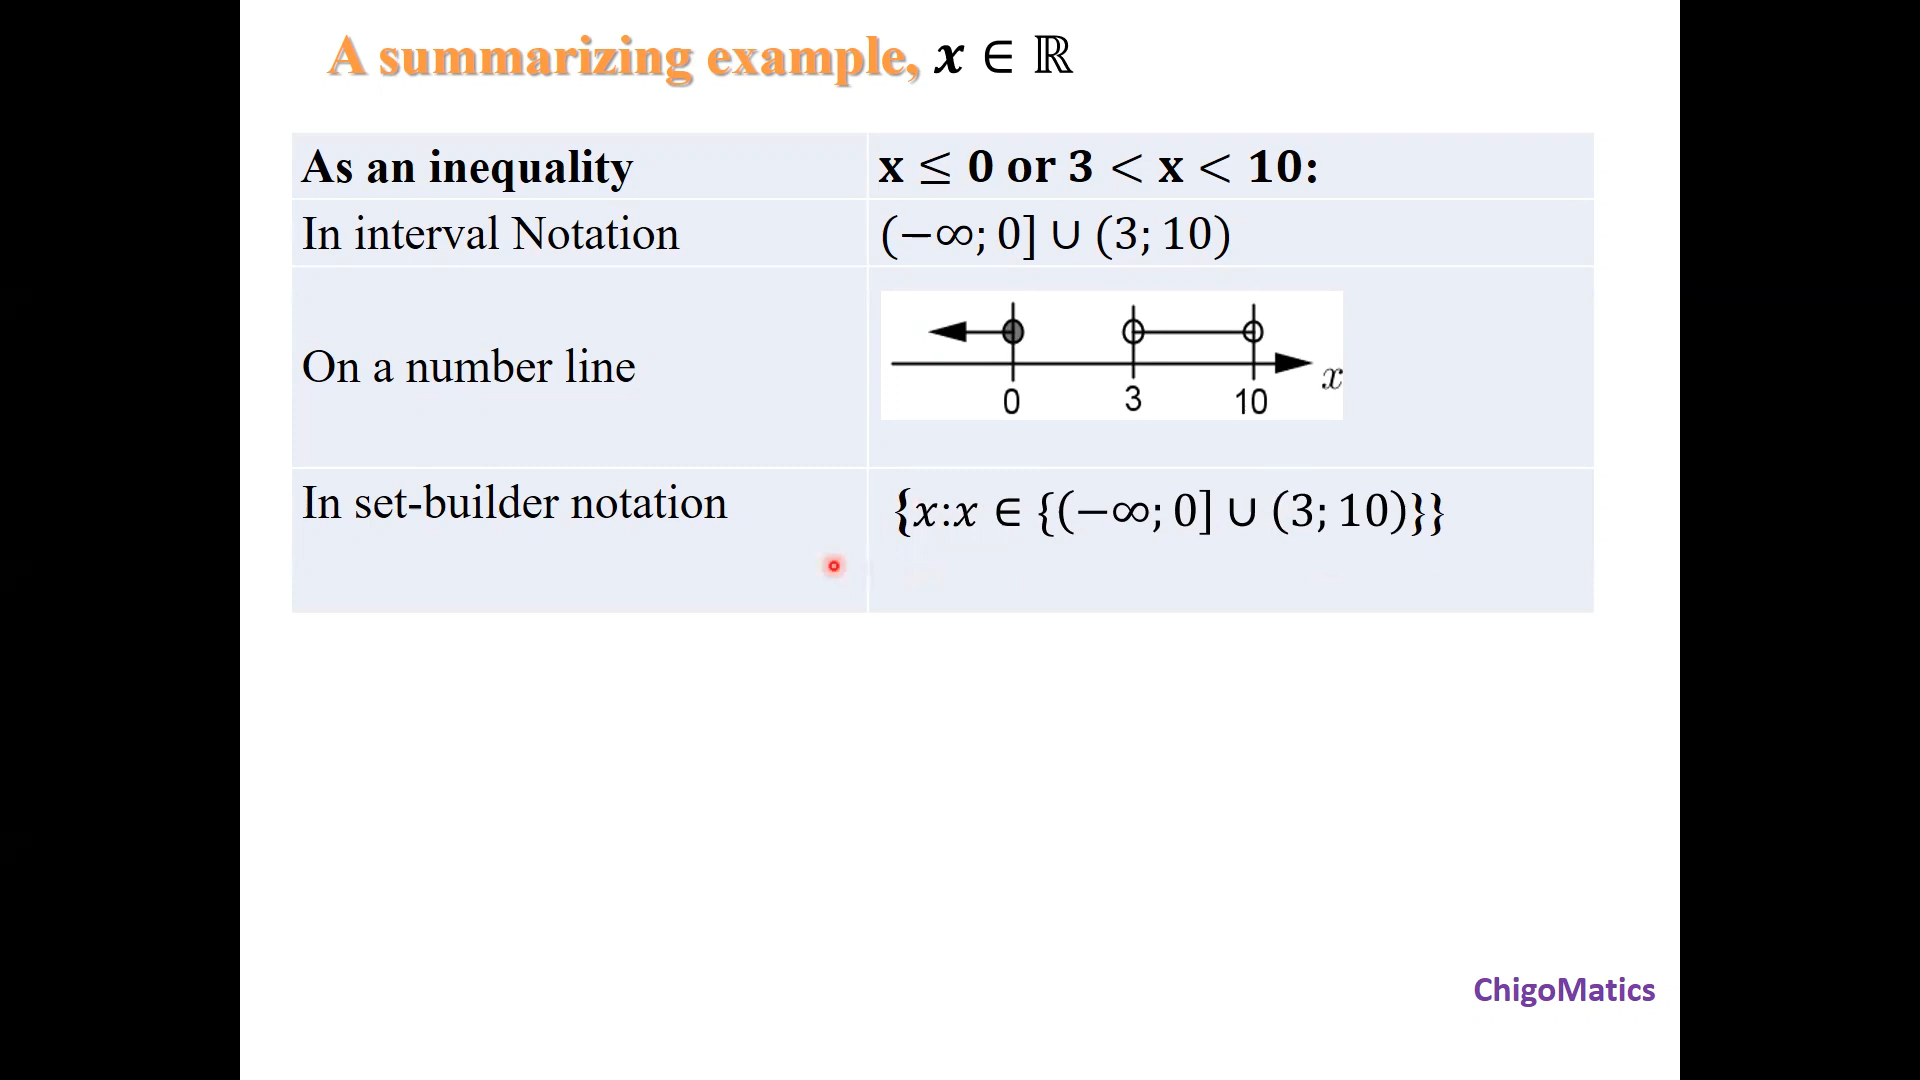 A summarizing example, x ∈ ℝ
As an inequality x ≤ 0 or 3 < x < 10:
In interval Notation (−∞; 0] ∪ (3; 10)
On a number line
x
0 3 10
In set-builder notation {x:x ∈ {(−∞; 0] ∪ (3; 10)}}
ChigoMatics